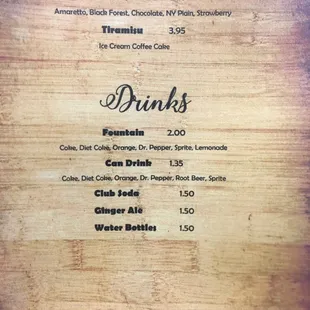 Amaretto, Black Forest, Chocolate, NY Plain, Strawberry
Tiramisu 3.95
Ice Cream Coffee Cake
Drinks
Fountain 2.00
Coke, Diet Coke, Orange, Dr. Pepper, Sprite, Lemonade
Can Drink 1.35
Coke, Diet Coke, Orange, Dr. Pepper, Root Beer, Sprite
Club Soda 1.50
Ginger Ale 1.50
Water Bottles 1.50